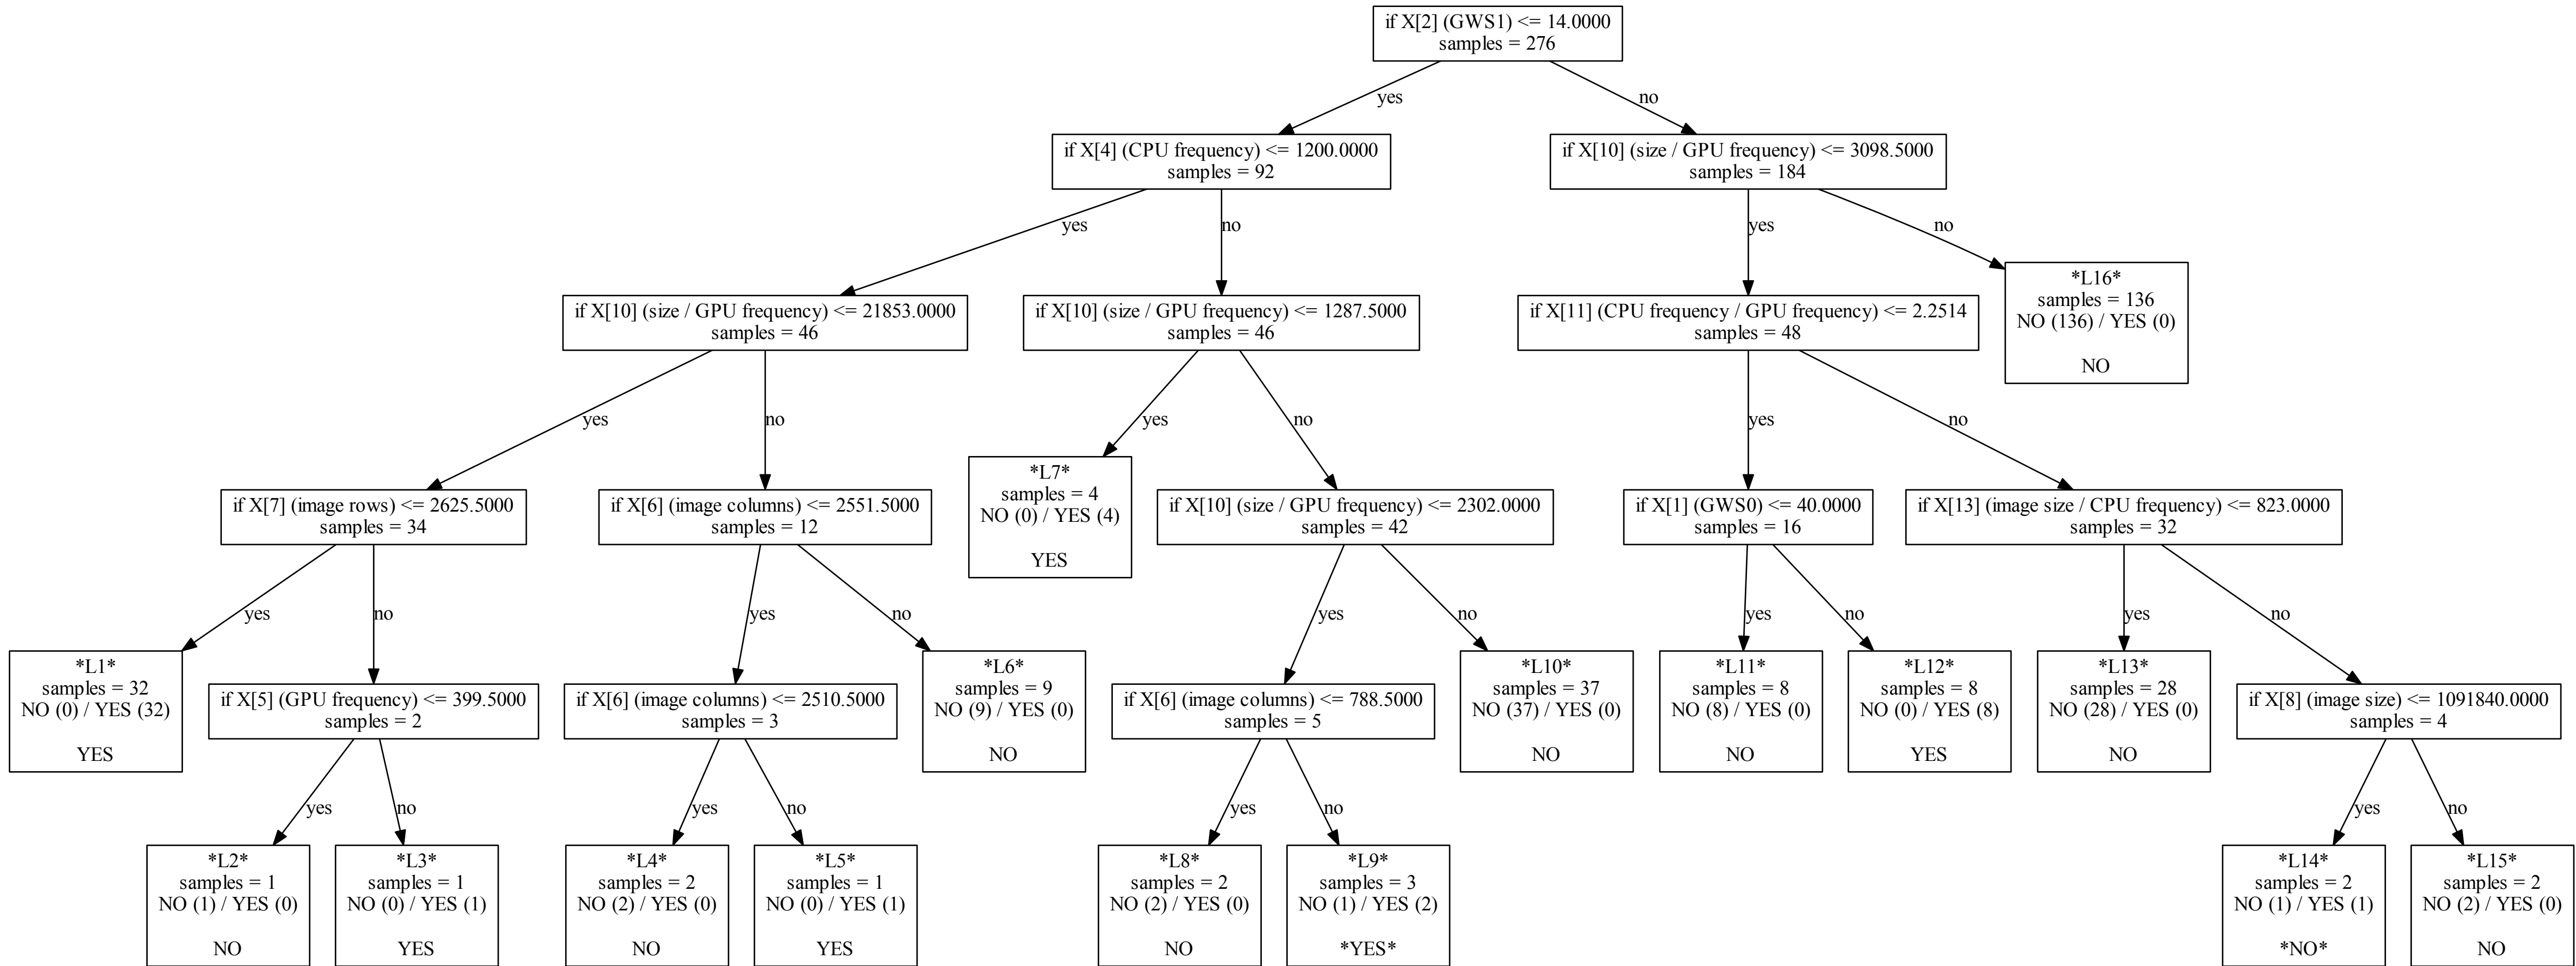 if X[2] (GWS1) <= 14.0000
samples = 276
yes
no
if X[4] (CPU frequency) <= 1200.0000
samples = 92
if X[10] (size / GPU frequency) <= 3098.5000
samples = 184
yes
no
yes
no
if X[10] (size / GPU frequency) <= 21853.0000
samples = 46
if X[10] (size / GPU frequency) <= 1287.5000
samples = 46
if X[11] (CPU frequency / GPU frequency) <= 2.2514
samples = 48
*L16*
samples = 136
NO (136) / YES (0)
NO
yes
no
yes
no
yes
no
if X[7] (image rows) <= 2625.5000
samples = 34
if X[6] (image columns) <= 2551.5000
samples = 12
*L7*
samples = 4
NO (0) / YES (4)
YES
if X[10] (size / GPU frequency) <= 2302.0000
samples = 42
if X[1] (GWS0) <= 40.0000
samples = 16
if X[13] (image size / CPU frequency) <= 823.0000
samples = 32
yes
no
yes
no
yes
no
yes
no
yes
no
*L1*
samples = 32
NO (0) / YES (32)
YES
if X[5] (GPU frequency) <= 399.5000
samples = 2
if X[6] (image columns) <= 2510.5000
samples = 3
*L6*
samples = 9
NO (9) / YES (0)
NO
if X[6] (image columns) <= 788.5000
samples = 5
*L10*
samples = 37
NO (37) / YES (0)
NO
*L11*
samples = 8
NO (8) / YES (0)
NO
*L12*
samples = 8
NO (0) / YES (8)
YES
*L13*
samples = 28
NO (28) / YES (0)
NO
if X[8] (image size) <= 1091840.0000
samples = 4
yes
no
yes
no
yes
no
yes
no
*L2*
samples = 1
NO (1) / YES (0)
NO
*L3*
samples = 1
NO (0) / YES (1)
YES
*L4*
samples = 2
NO (2) / YES (0)
NO
*L5*
samples = 1
NO (0) / YES (1)
YES
*L8*
samples = 2
NO (2) / YES (0)
NO
*L9*
samples = 3
NO (1) / YES (2)
*YES*
*L14*
samples = 2
NO (1) / YES (1)
*NO*
*L15*
samples = 2
NO (2) / YES (0)
NO